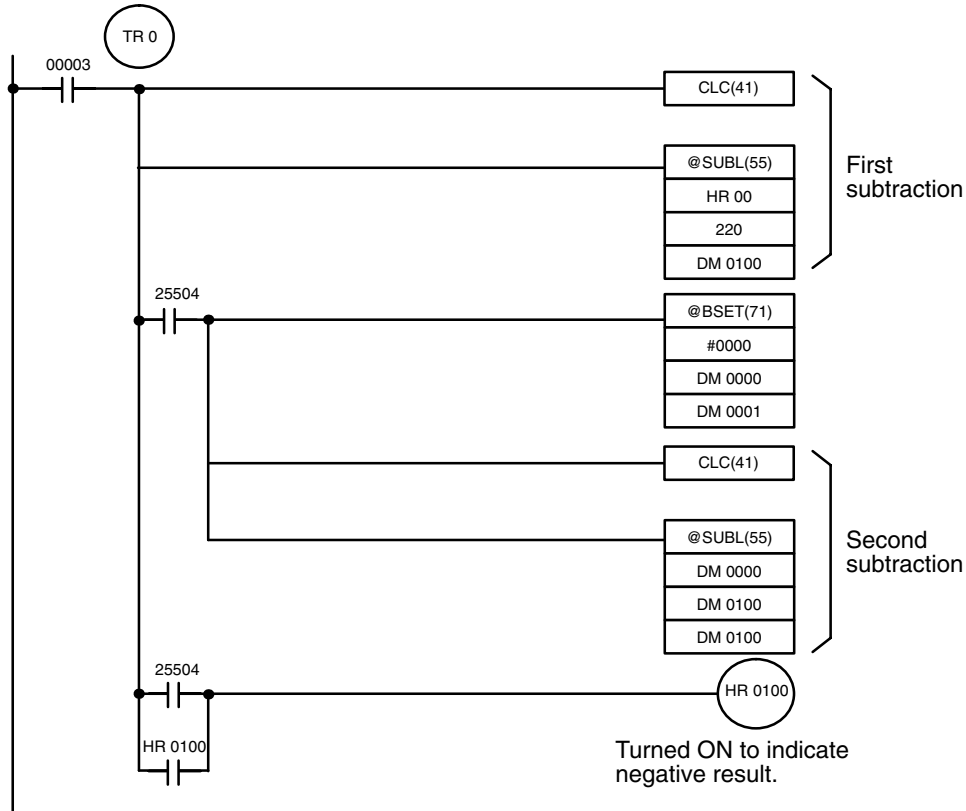 TR 0
00003
CLC(41)
@SUBL(55)
HR 00
220
DM 0100
First
subtraction
25504
@BSET(71)
#0000
DM 0000
DM 0001
CLC(41)
@SUBL(55)
DM 0000
DM 0100
DM 0100
Second
subtraction
25504
HR 0100
HR 0100
Turned ON to indicate
negative result.